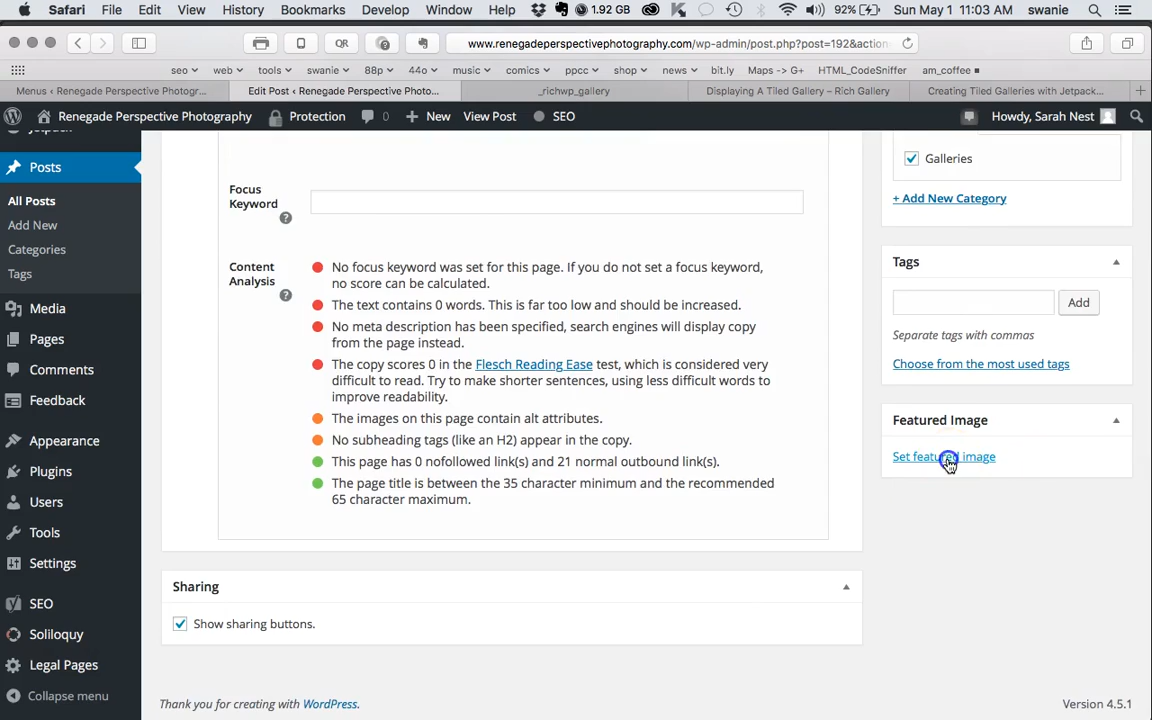 Safari File Edit View History Bookmarks Develop Window Help 1.92 GB 92% Sun May 1 11:03 AM swanie
QR www.renegadeperspectivephotography.com/wp-admin/post.php?post=192&action
seo web tools swanie 88p 44o music comics ppcc shop news bit.ly Maps -> G+ HTML_CodeSniffer am_coffee
Menus ‹ Renegade Perspective Photogr... Edit Post ‹ Renegade Perspective Photo... _richwp_gallery Displaying A Tiled Gallery – Rich Gallery Creating Tiled Galleries with Jetpack...
Renegade Perspective Photography Protection 0 New View Post SEO Howdy, Sarah Nest
Jetpack
Posts
All Posts
Add New
Categories
Tags
Media
Pages
Comments
Feedback
Appearance
Plugins
Users
Tools
Settings
SEO
Soliloquy
Legal Pages
Collapse menu
Focus
Keyword
?
Content
Analysis
?
No focus keyword was set for this page. If you do not set a focus keyword,
no score can be calculated.
The text contains 0 words. This is far too low and should be increased.
No meta description has been specified, search engines will display copy
from the page instead.
The copy scores 0 in the Flesch Reading Ease test, which is considered very
difficult to read. Try to make shorter sentences, using less difficult words to
improve readability.
The images on this page contain alt attributes.
No subheading tags (like an H2) appear in the copy.
This page has 0 nofollowed link(s) and 21 normal outbound link(s).
The page title is between the 35 character minimum and the recommended
65 character maximum.
Sharing
Show sharing buttons.
Galleries
+ Add New Category
Tags
Add
Separate tags with commas
Choose from the most used tags
Featured Image
Set featured image
Thank you for creating with WordPress.
Version 4.5.1